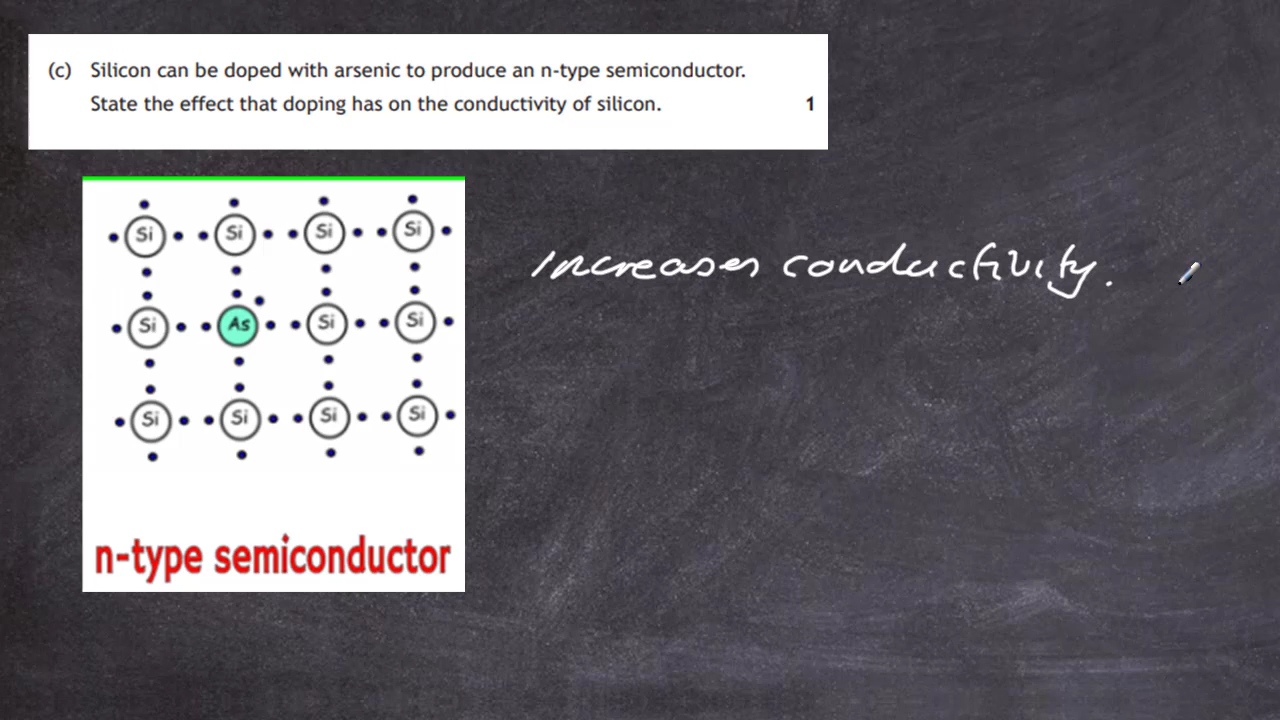 (c) Silicon can be doped with arsenic to produce an n-type semiconductor.
State the effect that doping has on the conductivity of silicon. 1
Si Si Si Si
Si As Si Si
Si Si Si Si
n-type semiconductor
Increases conductivity.